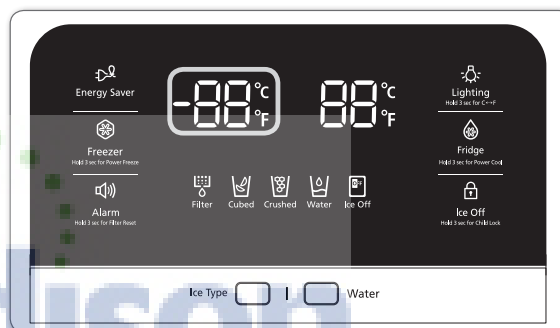 Energy Saver
-88 °C °F
88 °C °F
Lighting
Hold 3 sec for C↔F
Freezer
Hold 3 sec for Power Freeze
Fridge
Hold 3 sec for Power Cool
Filter
Cubed
Crushed
Water
Ice Off
Alarm
Hold 3 sec for Filter Reset
Ice Off
Hold 3 sec for Child Lock
Ice Type
Water